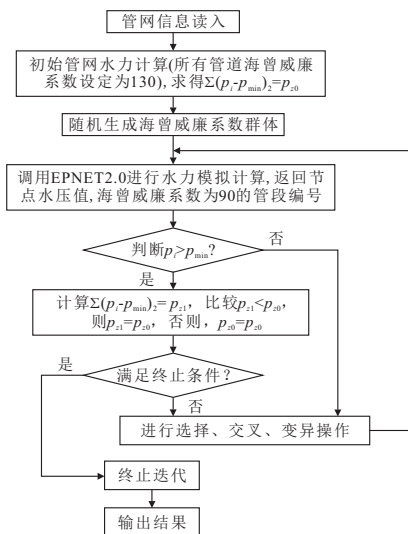 管网信息读入
初始管网水力计算(所有管道海曾威廉
系数设定为130),求得Σ(pᵢ-pmin)₂=pz0
随机生成海曾威廉系数群体
调用EPNET2.0进行水力模拟计算,返回节
点水压值,海曾威廉系数为90的管段编号
判断pᵢ>pmin?
否
是
计算Σ(pᵢ-pmin)₂=pz1，比较pz1<pz0，
则pz1=pz0，否则，pz0=pz0
是
满足终止条件？
否
进行选择、交叉、变异操作
终止迭代
输出结果